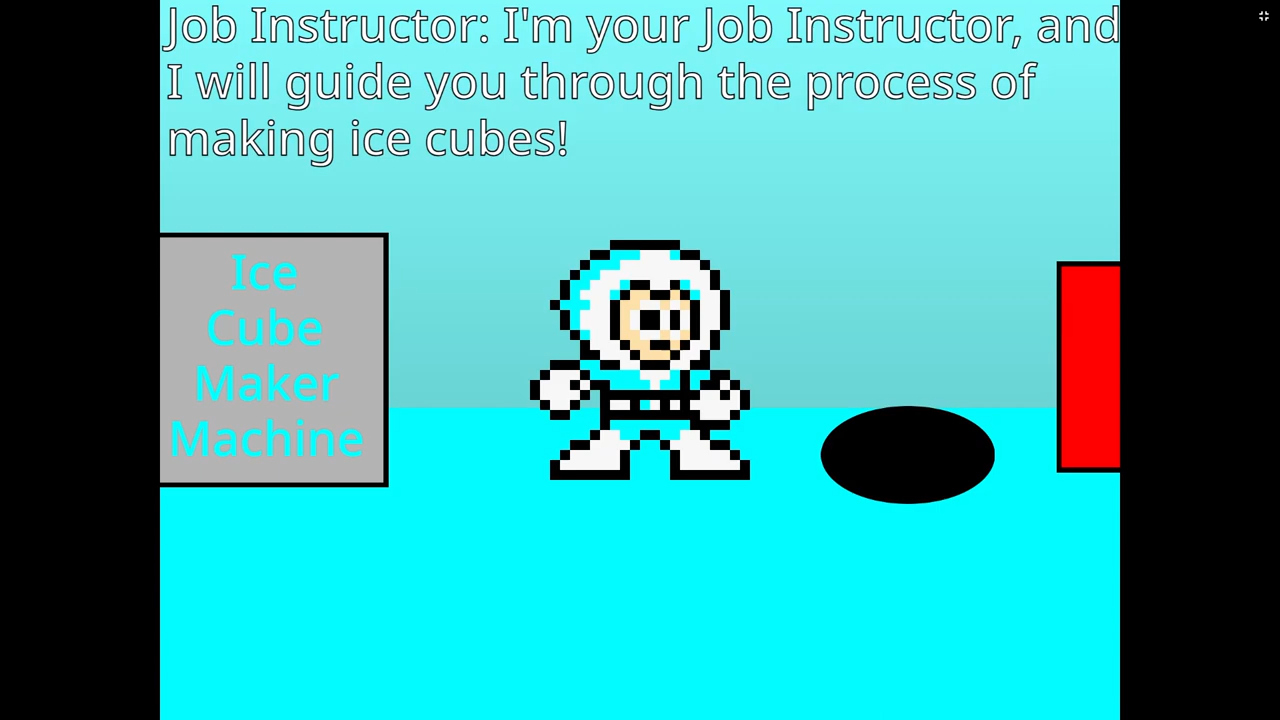 Job Instructor: I'm your Job Instructor, and
I will guide you through the process of
making ice cubes!
Ice
Cube
Maker
Machine